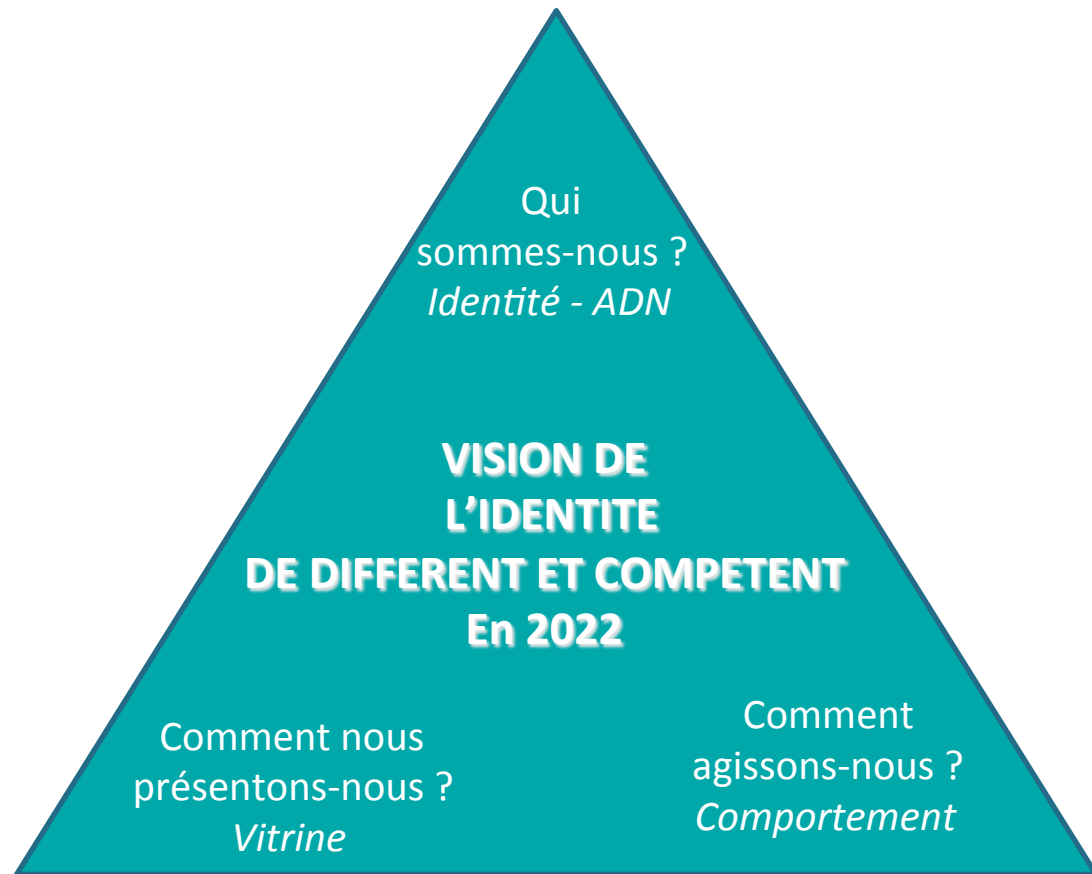 Qui
sommes-nous ?
Identité - ADN
VISION DE
L’IDENTITE
DE DIFFERENT ET COMPETENT
En 2022
Comment nous
présentons-nous ?
Vitrine
Comment
agissons-nous ?
Comportement